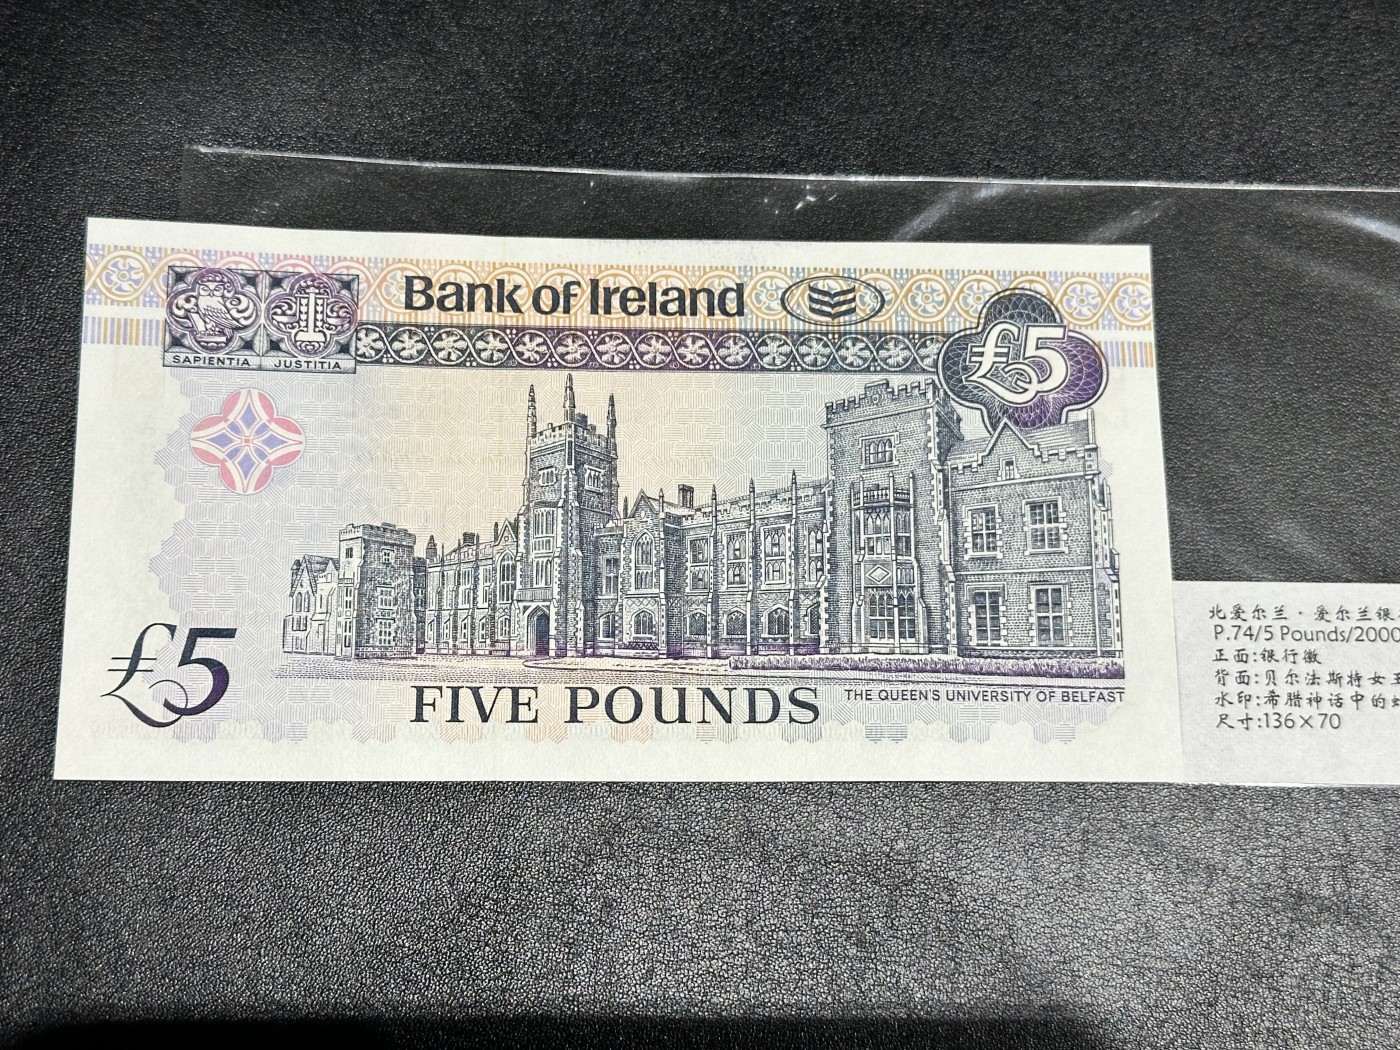 Bank of Ireland
£5
SAPIENTIA JUSTITIA
£5
FIVE POUNDS
THE QUEEN'S UNIVERSITY OF BELFAST
北爱尔兰·爱尔兰银
P.74/5 Pounds/2000
正面:银行徽
背面:贝尔法斯特女王
水印:希腊神话中的
尺寸:136×70